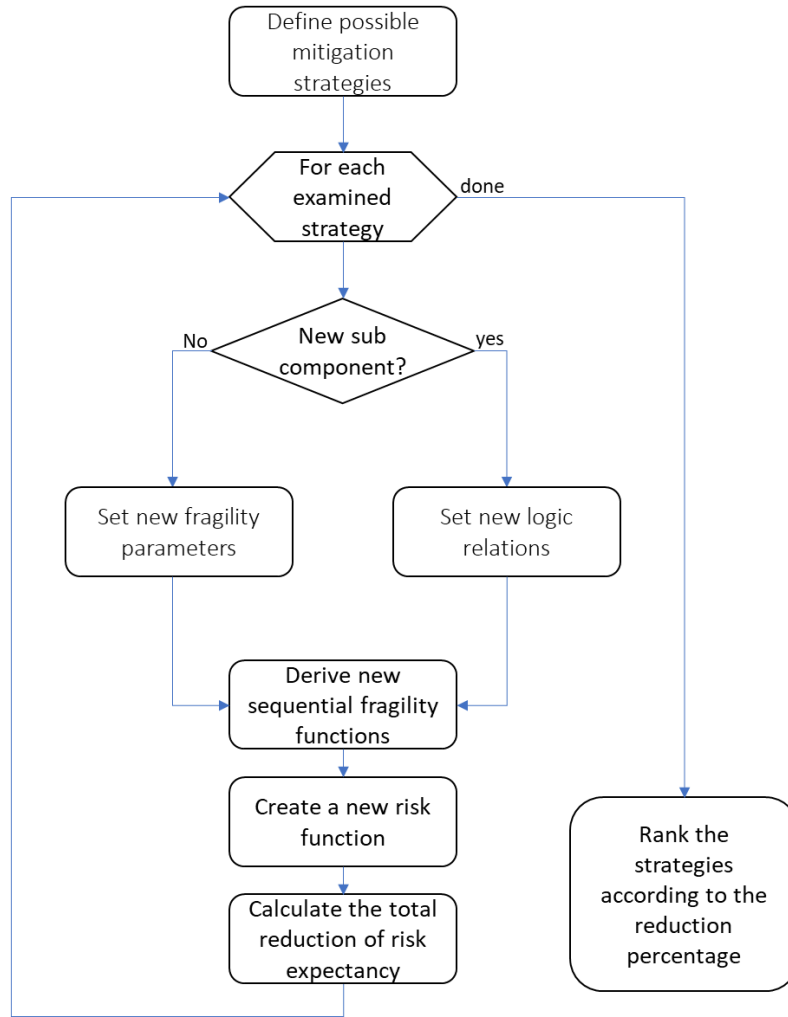 Define possible
mitigation
strategies
For each
examined
strategy
done
New sub
component?
No
yes
Set new fragility
parameters
Set new logic
relations
Derive new
sequential fragility
functions
Create a new risk
function
Calculate the total
reduction of risk
expectancy
Rank the
strategies
according to the
reduction
percentage